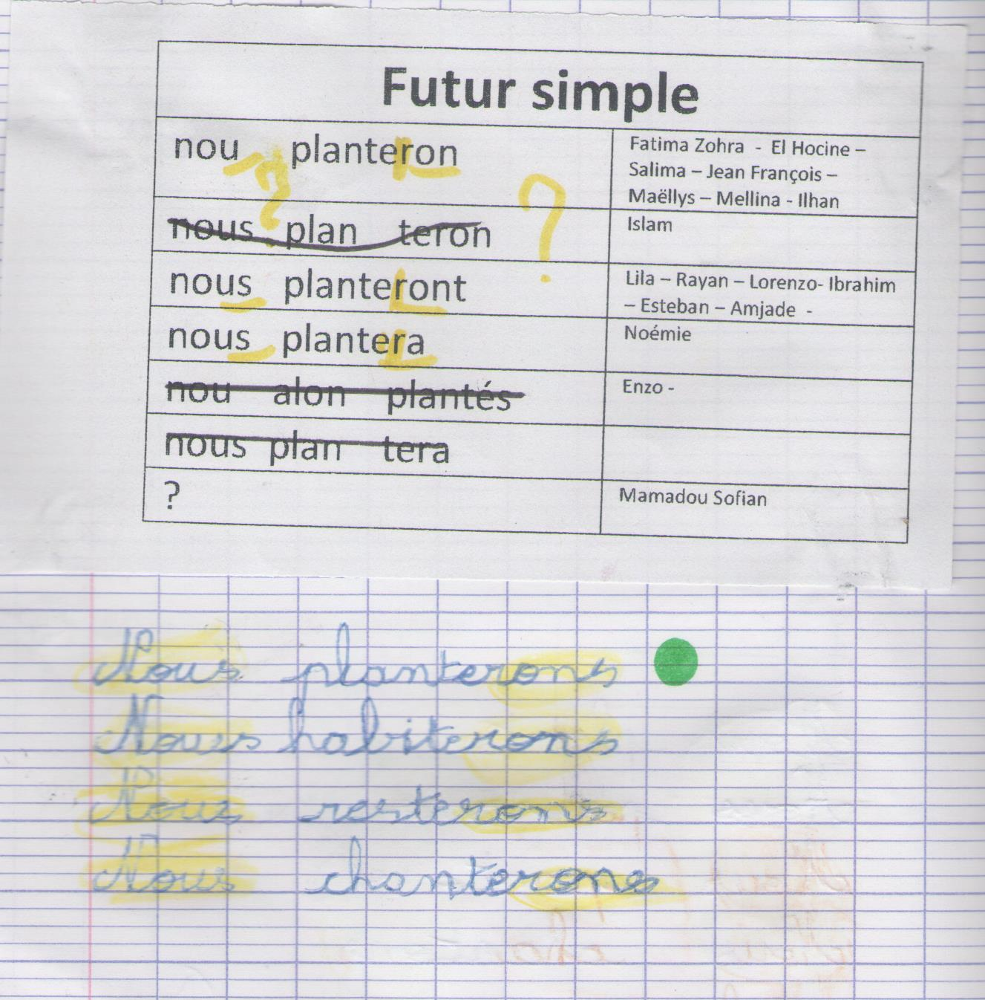 Futur simple
nou planteron
Fatima Zohra - El Hocine –
Salima – Jean François –
Maëllys – Mellina - Ilhan
?
?
nous plan teron
Islam
nous planteront
Lila – Rayan – Lorenzo- Ibrahim
– Esteban – Amjade -
nous plantera
Noémie
nou alon plantés
Enzo -
nous plan tera
?
Mamadou Sofian
Nous planterons
Nous habiterons
Nous resterons
Nous chanterons